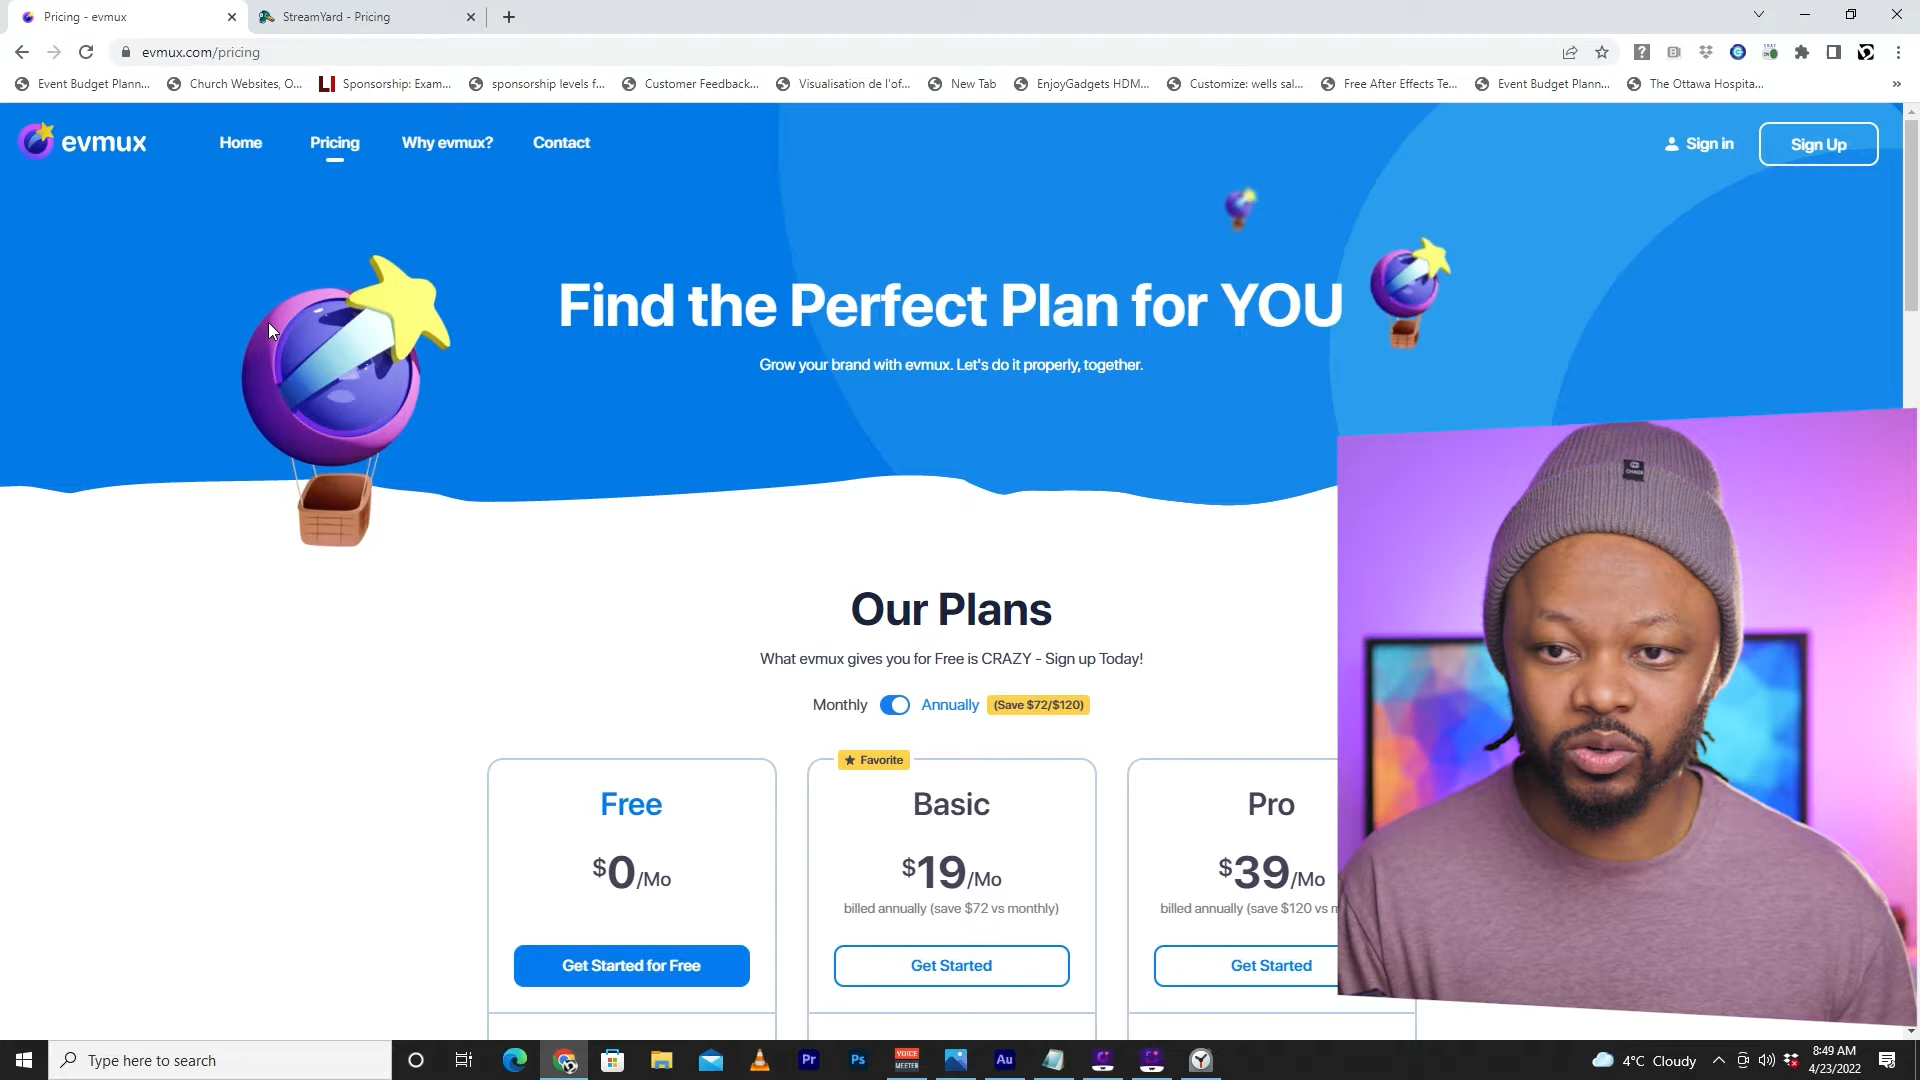 Pricing - evmux
StreamYard - Pricing
evmux.com/pricing
Event Budget Plann...
Church Websites, O...
Sponsorship: Exam...
sponsorship levels f...
Customer Feedback...
Visualisation de l'of...
New Tab
EnjoyGadgets HDM...
Customize: wells sal...
Free After Effects Te...
Event Budget Plann...
The Ottawa Hospita...
evmux
Home
Pricing
Why evmux?
Contact
Sign in
Sign Up
Find the Perfect Plan for YOU
Grow your brand with evmux. Let's do it properly, together.
Our Plans
What evmux gives you for Free is CRAZY - Sign up Today!
Monthly
Annually
(Save $72/$120)
Favorite
Free
Basic
Pro
$0/Mo
$19/Mo
$39/Mo
billed annually (save $72 vs monthly)
billed annually (save $120 vs m
Get Started for Free
Get Started
Get Started
Type here to search
Pr
Ps
VOICE
MEETER
Au
4°C Cloudy
8:49 AM
4/23/2022